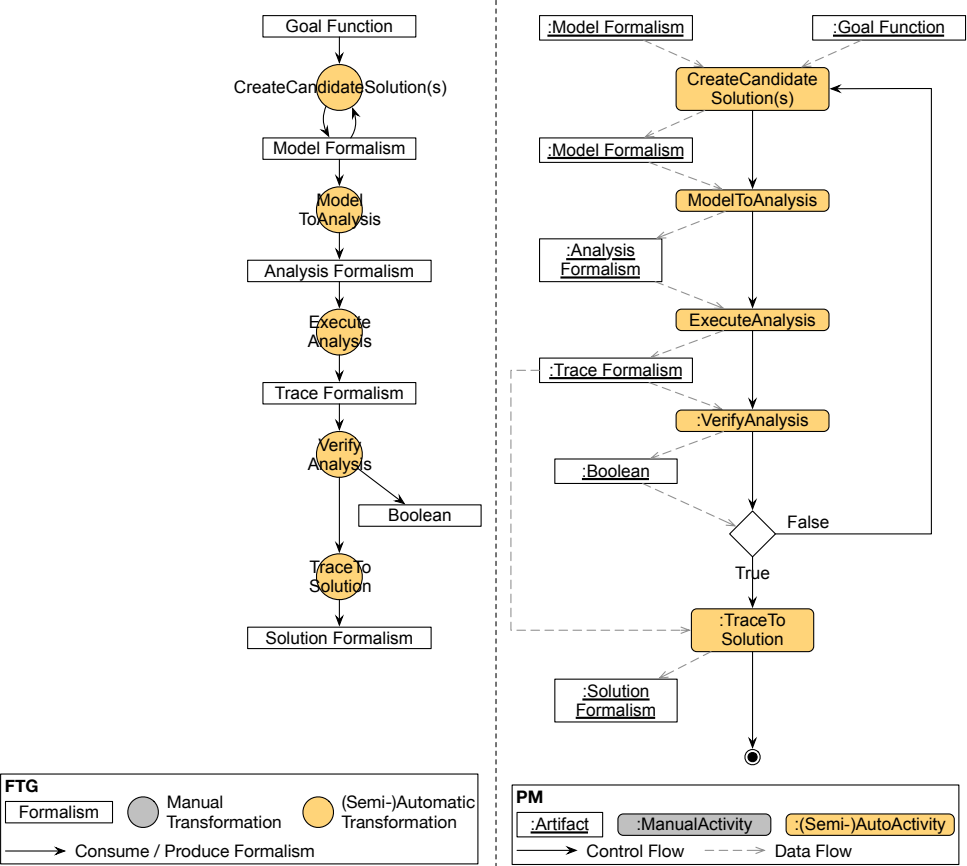 Goal Function
CreateCandidateSolution(s)
Model Formalism
Model
ToAnalysis
Analysis Formalism
Execute
Analysis
Trace Formalism
Verify
Analysis
Boolean
TraceTo
Solution
Solution Formalism
FTG
Formalism
Manual
Transformation
(Semi-)Automatic
Transformation
Consume / Produce Formalism
:Model Formalism
:Goal Function
CreateCandidate
Solution(s)
:Model Formalism
ModelToAnalysis
:Analysis
Formalism
ExecuteAnalysis
:Trace Formalism
:VerifyAnalysis
:Boolean
False
True
:TraceTo
Solution
:Solution
Formalism
PM
:Artifact
:ManualActivity
:(Semi-)AutoActivity
Control Flow
Data Flow